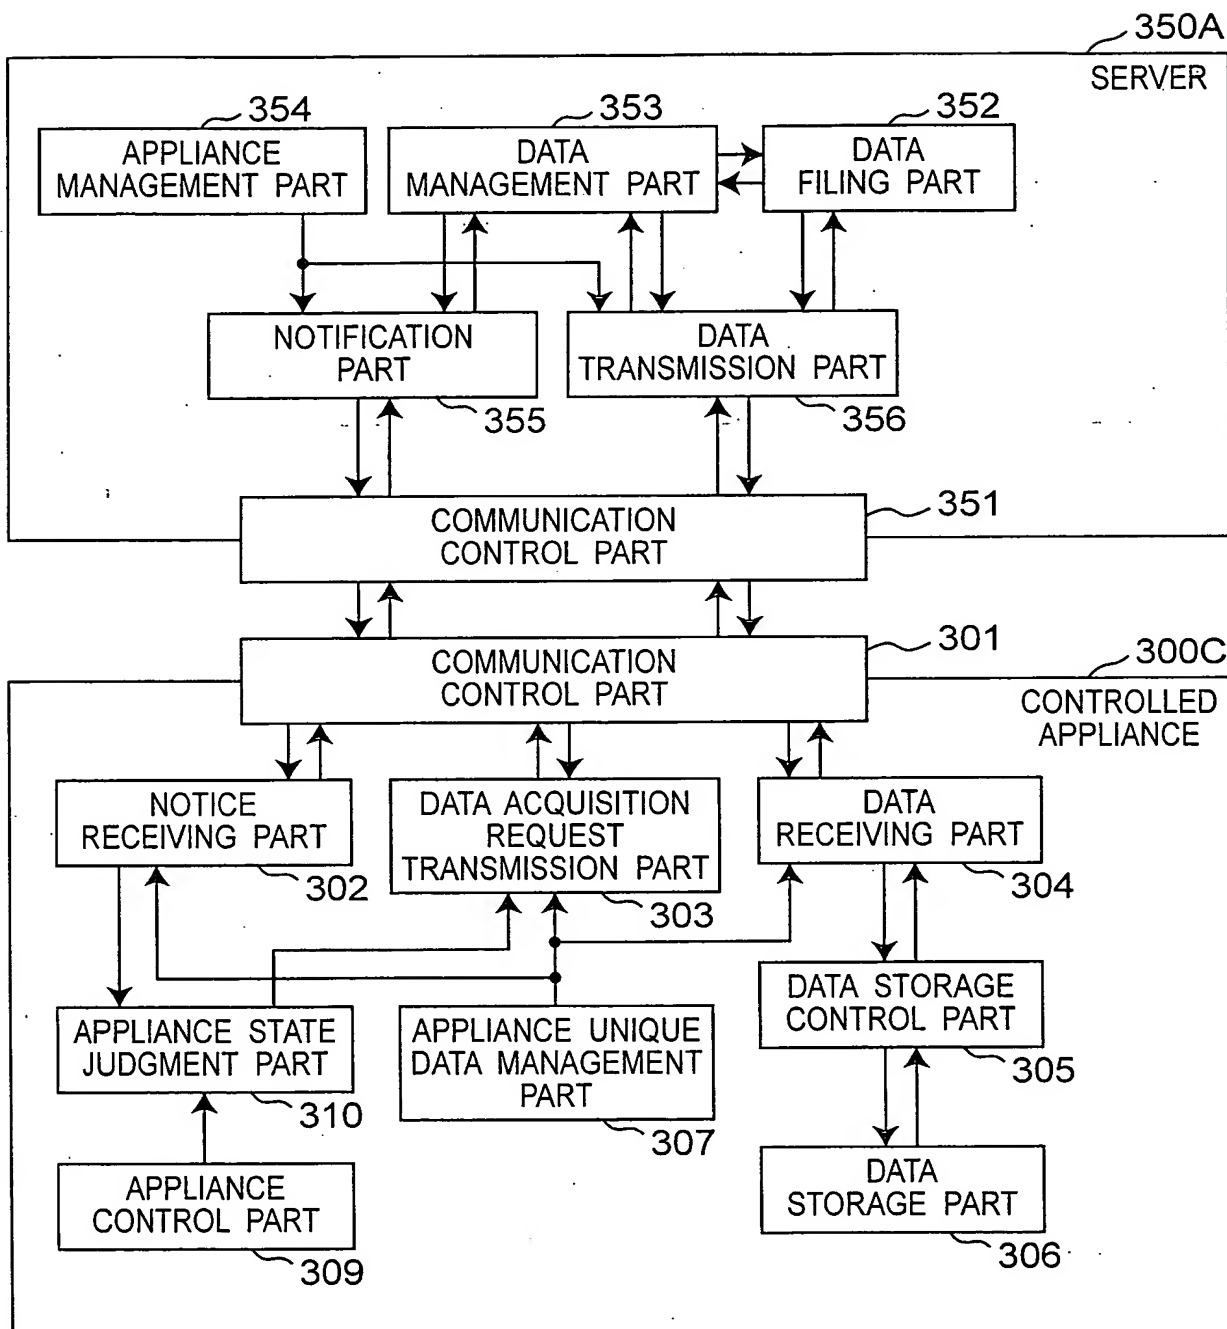 350A
SERVER
354
353
352
APPLIANCE
MANAGEMENT PART
DATA
MANAGEMENT PART
DATA
FILING PART
NOTIFICATION
PART
DATA
TRANSMISSION PART
355
356
COMMUNICATION
CONTROL PART
351
COMMUNICATION
CONTROL PART
301
300C
CONTROLLED
APPLIANCE
NOTICE
RECEIVING PART
302
DATA ACQUISITION
REQUEST
TRANSMISSION PART
303
DATA
RECEIVING PART
304
APPLIANCE STATE
JUDGMENT PART
310
APPLIANCE UNIQUE
DATA MANAGEMENT
PART
307
DATA STORAGE
CONTROL PART
305
APPLIANCE
CONTROL PART
309
DATA
STORAGE PART
306